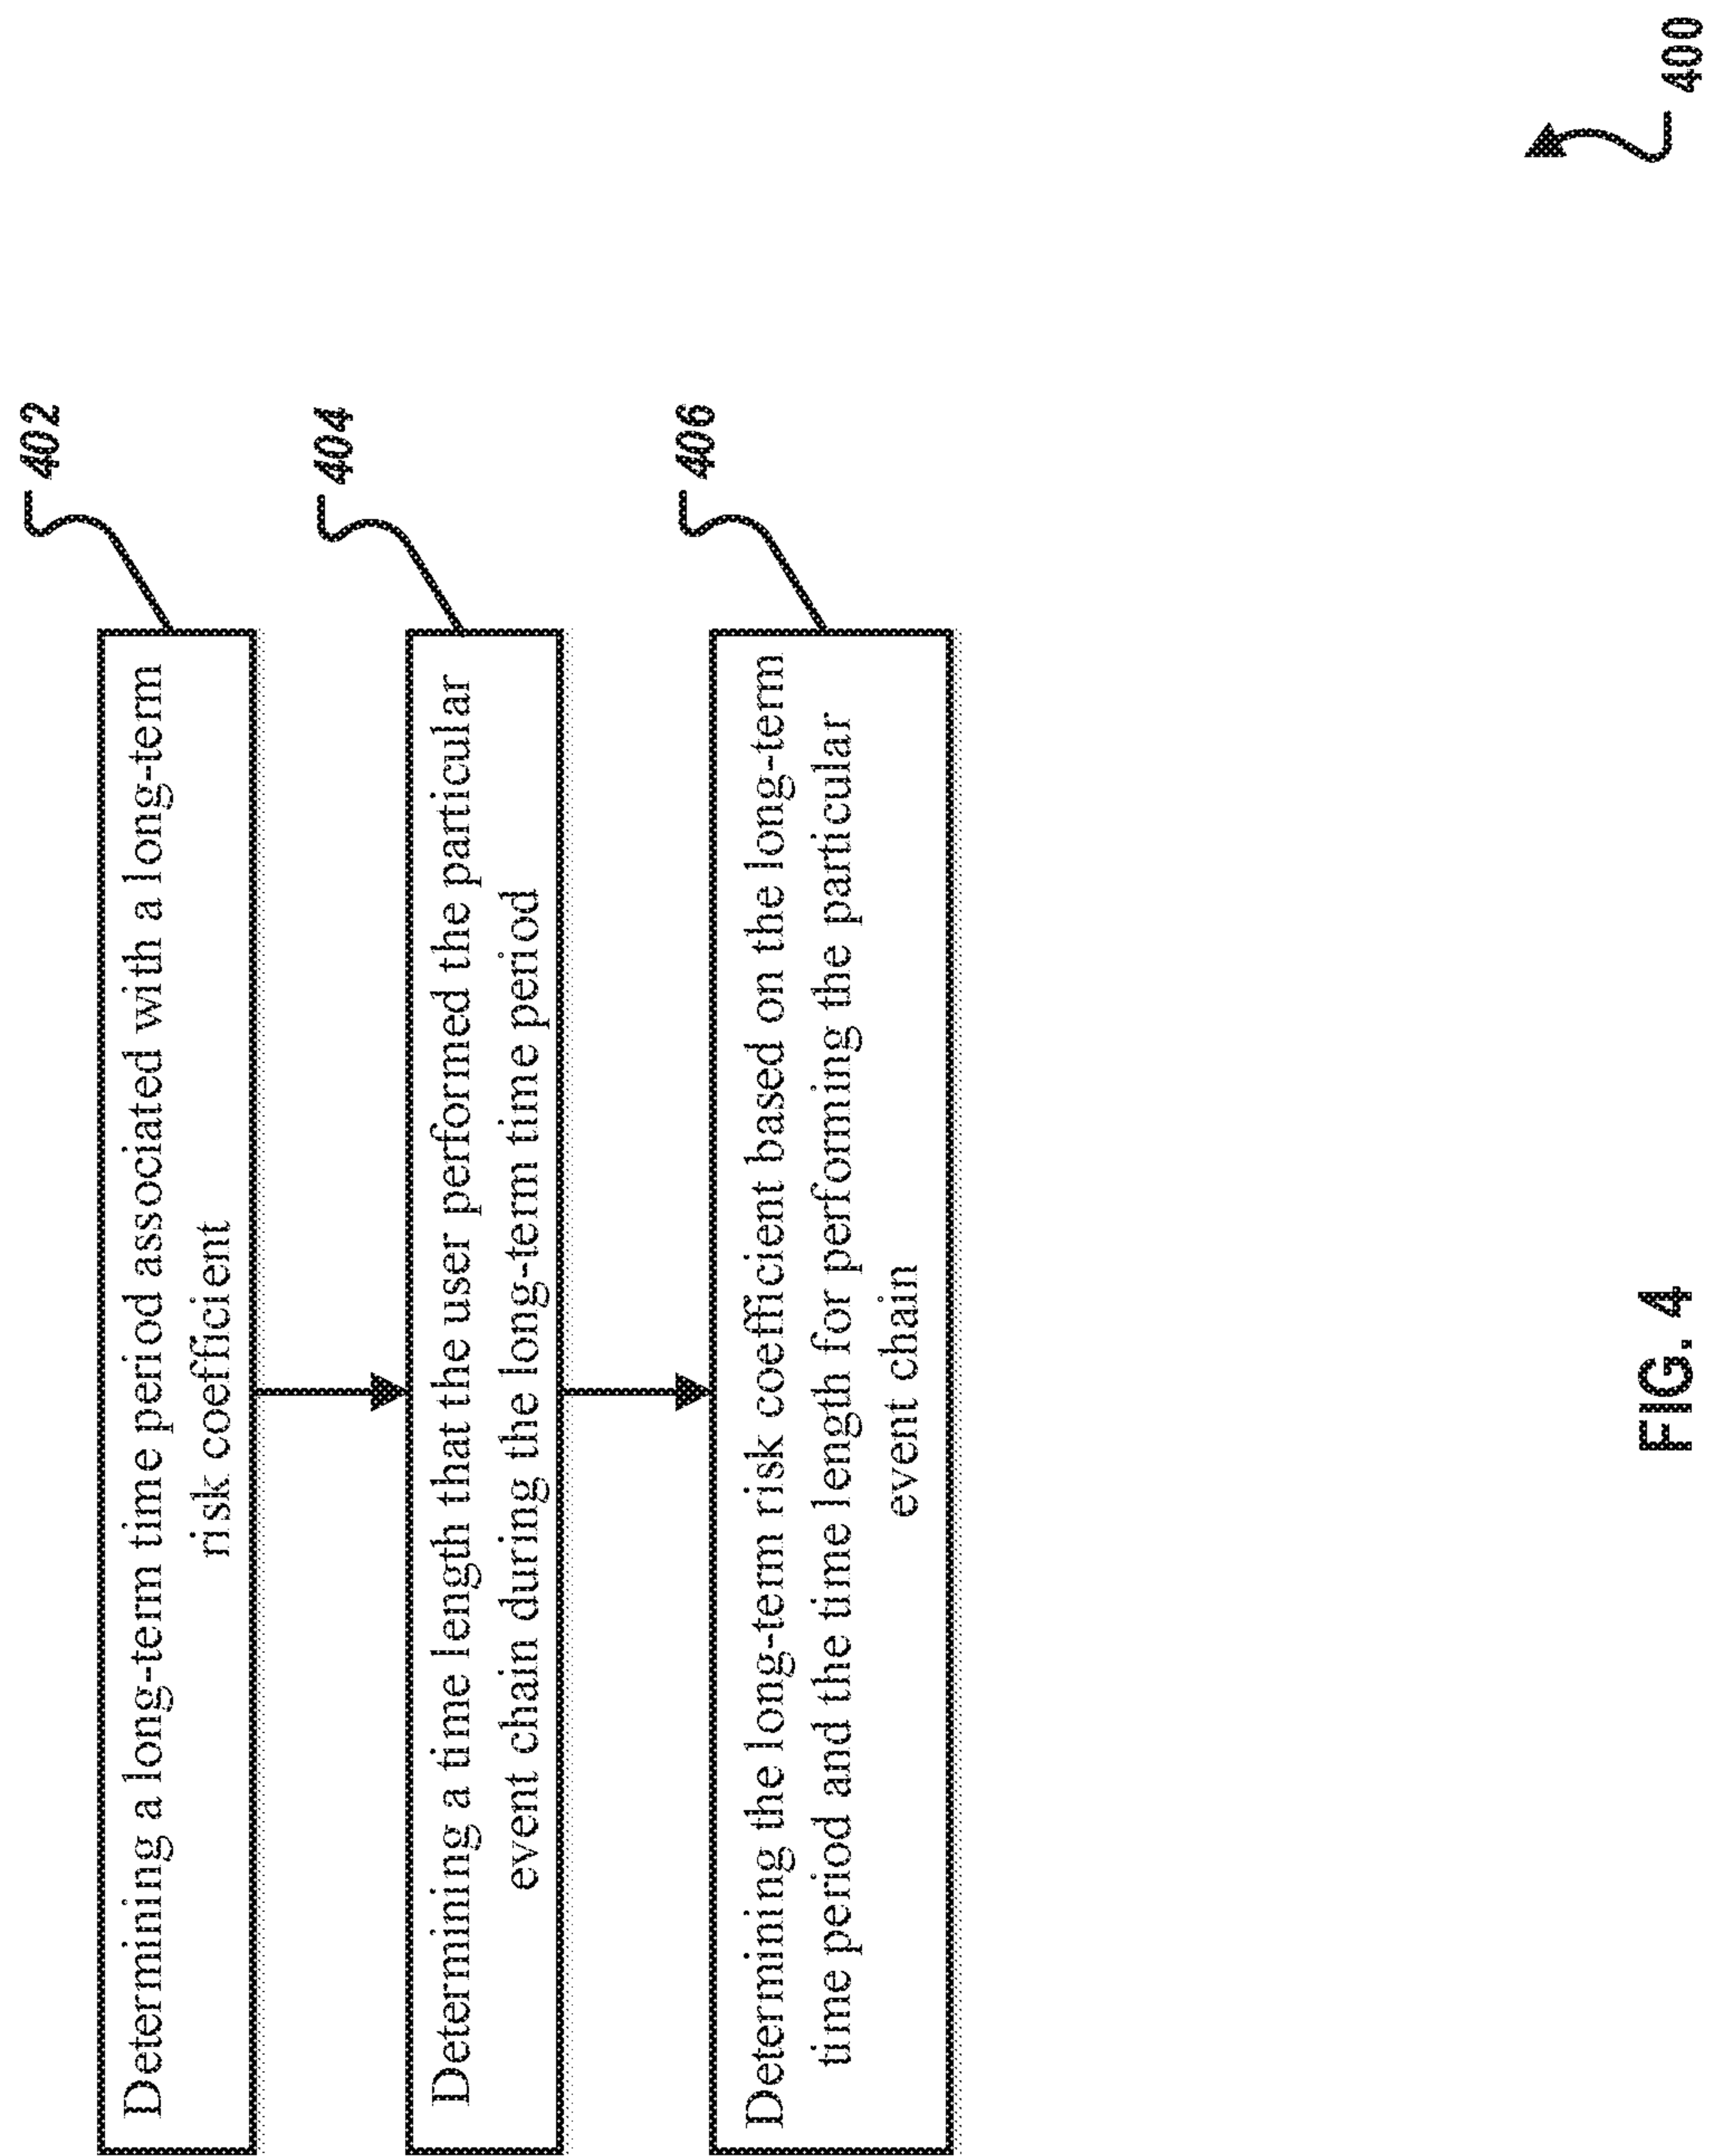 402
Determining a long-term time period associated with a long-term
risk coefficient
404
Determining a time length that the user performed the particular
event chain during the long-term time period
406
Determining the long-term risk coefficient based on the long-term
time period and the time length for performing the particular
event chain
400
FIG. 4